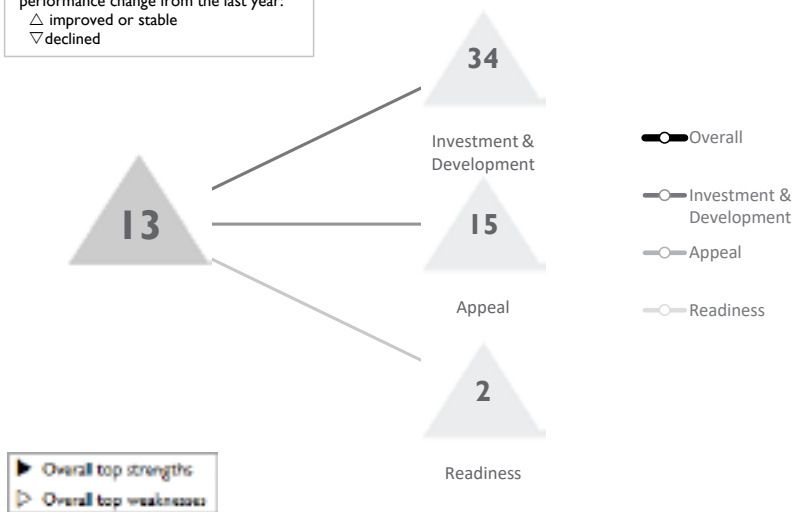 performance change from the last year:
△ improved or stable
▽ declined
34
Investment &
Development
13
15
Appeal
2
Readiness
Overall
Investment &
Development
Appeal
Readiness
▶ Overall top strengths
▷ Overall top weaknesses